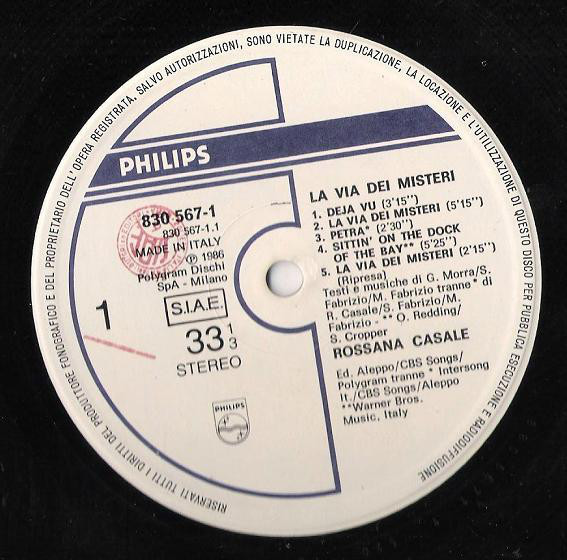 RISERVATI TUTTI I DIRITTI DEL PRODUTTORE FONOGRAFICO E DEL PROPRIETARIO DELL'OPERA REGISTRATA, SALVO AUTORIZZAZIONI, SONO VIETATE LA DUPLICAZIONE, LA LOCAZIONE E L'UTILIZZAZIONE DI QUESTO DISCO PER PUBBLICA ESECUZIONE E RADIODIFFUSIONE
PHILIPS
830 567-1
830 567-1.1
MADE IN ITALY
℗ 1986
Polygram Dischi
SpA - Milano
S.I.A.E.
1
33 1/3
STEREO
PHILIPS
LA VIA DEI MISTERI
1. DEJA VU (3'15'')
2. LA VIA DEI MISTERI (5'15'')
3. PETRA* (2'30'')
4. SITTIN' ON THE DOCK
OF THE BAY** (5'25'')
5. LA VIA DEI MISTERI (2'15'')
(Ripresa)
Testi e musiche di G. Morra/S.
Fabrizio/M. Fabrizio tranne * di
R. Casale/S. Fabrizio/M.
Fabrizio - ** O. Redding/
S. Cropper
ROSSANA CASALE
Ed. Aleppo/CBS Songs/
Polygram tranne * Intersong
It./CBS Songs/Aleppo
**Warner Bros.
Music, Italy